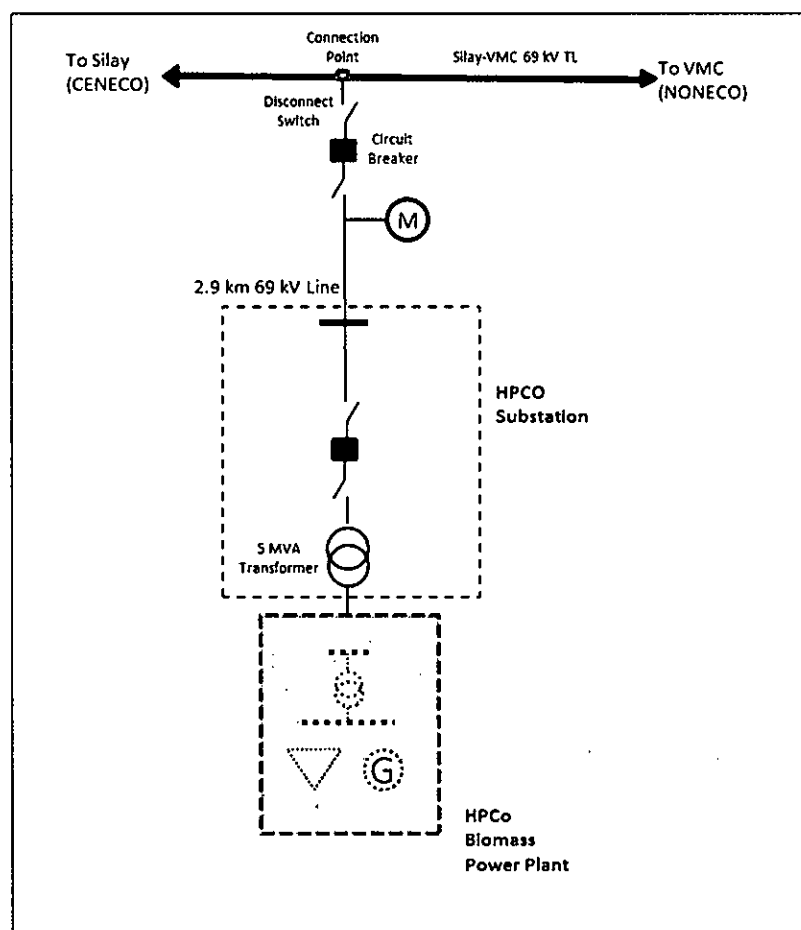 Connection
Point
To Silay
(CENECO)
Silay-VMC 69 kV TL
To VMC
(NONECO)
Disconnect
Switch
Circuit
Breaker
M
2.9 km 69 kV Line
HPCO
Substation
5 MVA
Transformer
G
HPCo
Biomass
Power Plant